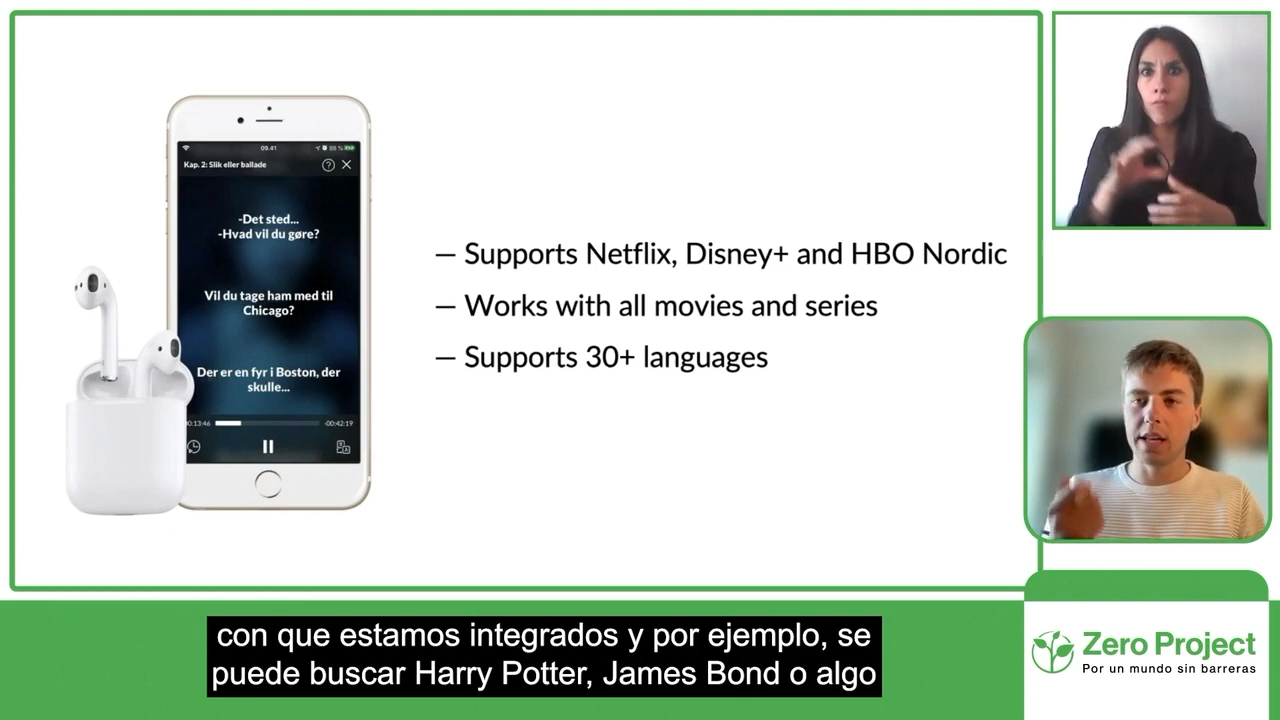 09.41
88 %
Kap. 2: Slik eller ballade
?
-Det sted...
-Hvad vil du gøre?
Vil du tage ham med til
Chicago?
Der er en fyr i Boston, der
skulle...
0:13:46
-00:42:19
— Supports Netflix, Disney+ and HBO Nordic
— Works with all movies and series
— Supports 30+ languages
con que estamos integrados y por ejemplo, se
puede buscar Harry Potter, James Bond o algo
Zero Project
Por un mundo sin barreras